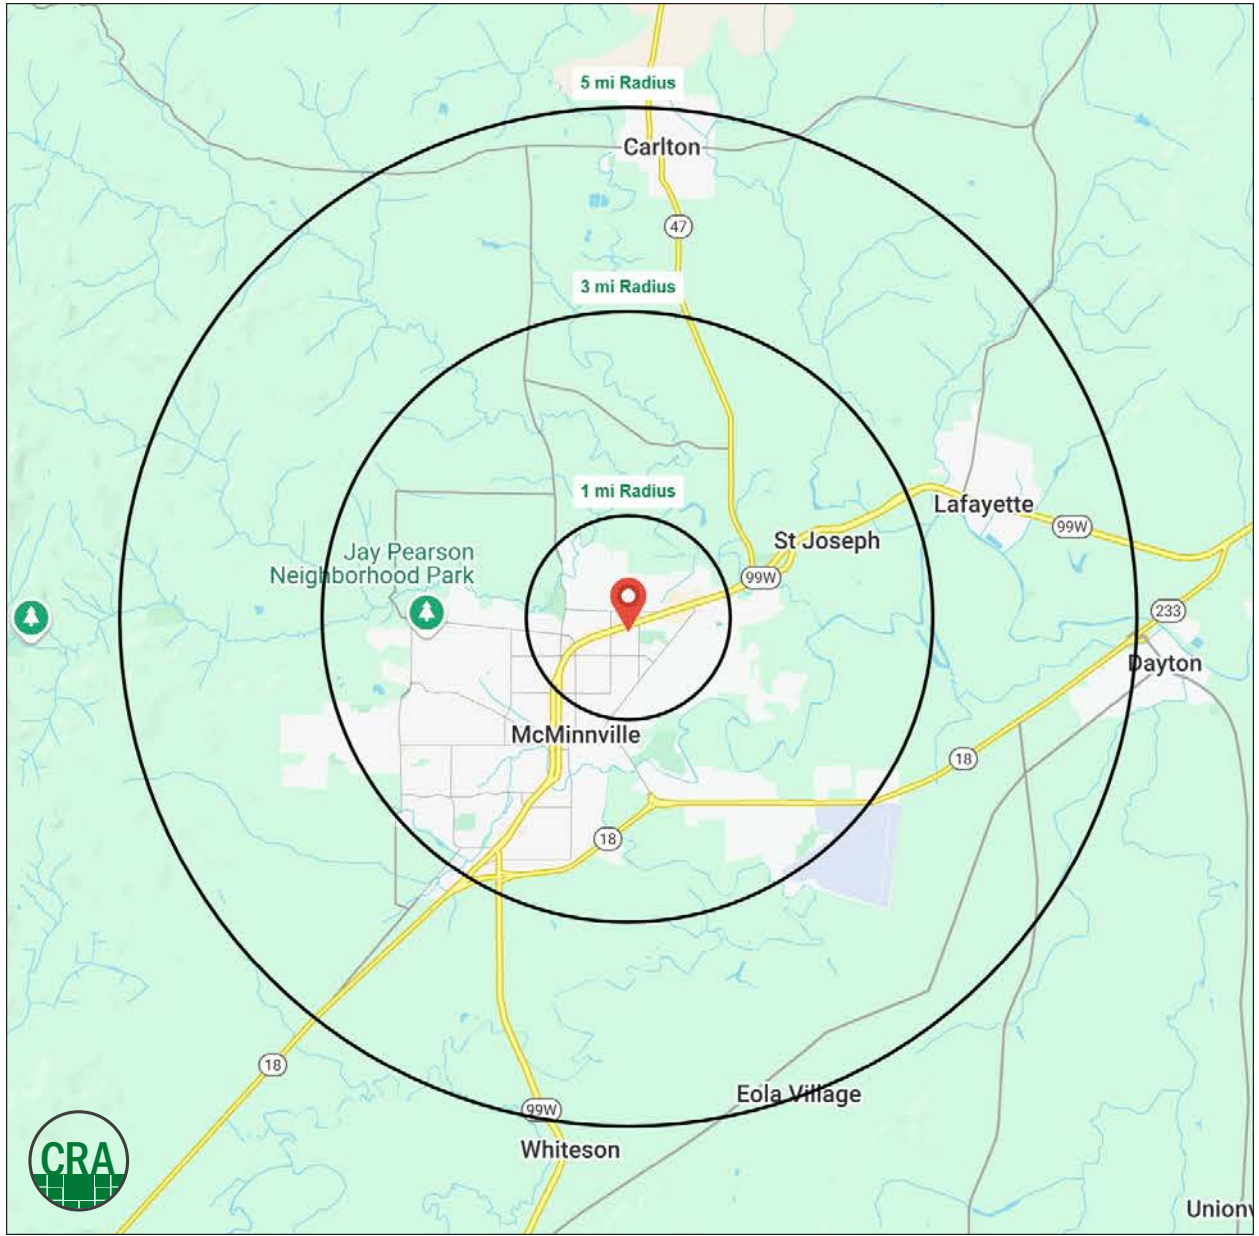 5 mi Radius
Carlton
47
3 mi Radius
1 mi Radius
Lafayette
99W
St Joseph
Jay Pearson
Neighborhood Park
99W
233
Dayton
McMinnville
18
18
Eola Village
18
99W
Whiteson
CRA
Unionv